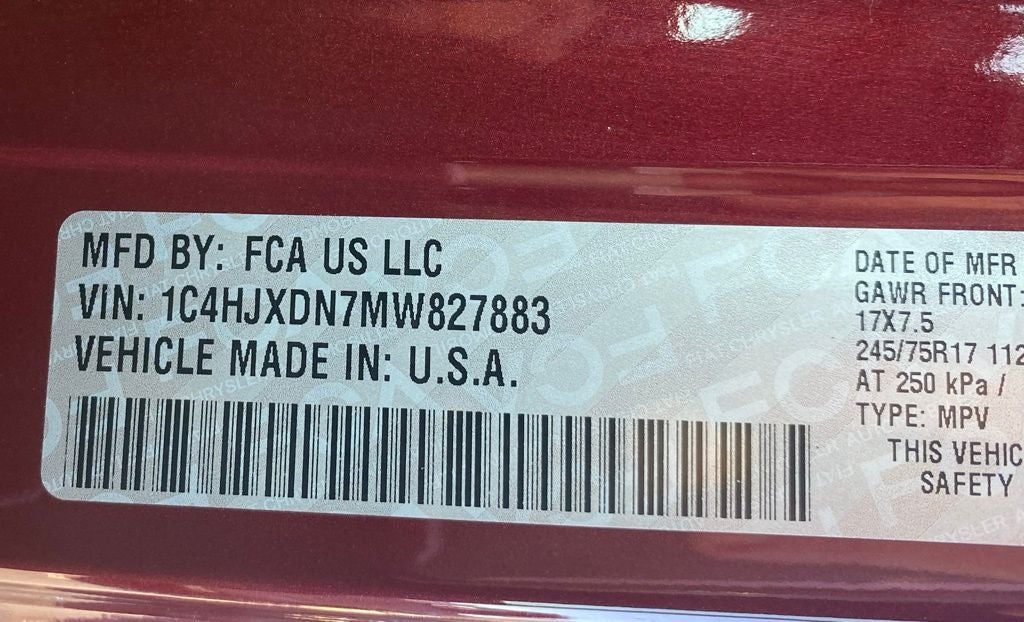 MFD BY: FCA US LLC
VIN: 1C4HJXDN7MW827883
VEHICLE MADE IN: U.S.A.
DATE OF MFR
GAWR FRONT:
17X7.5
245/75R17 112
AT 250 kPa /
TYPE: MPV
THIS VEHIC
SAFETY